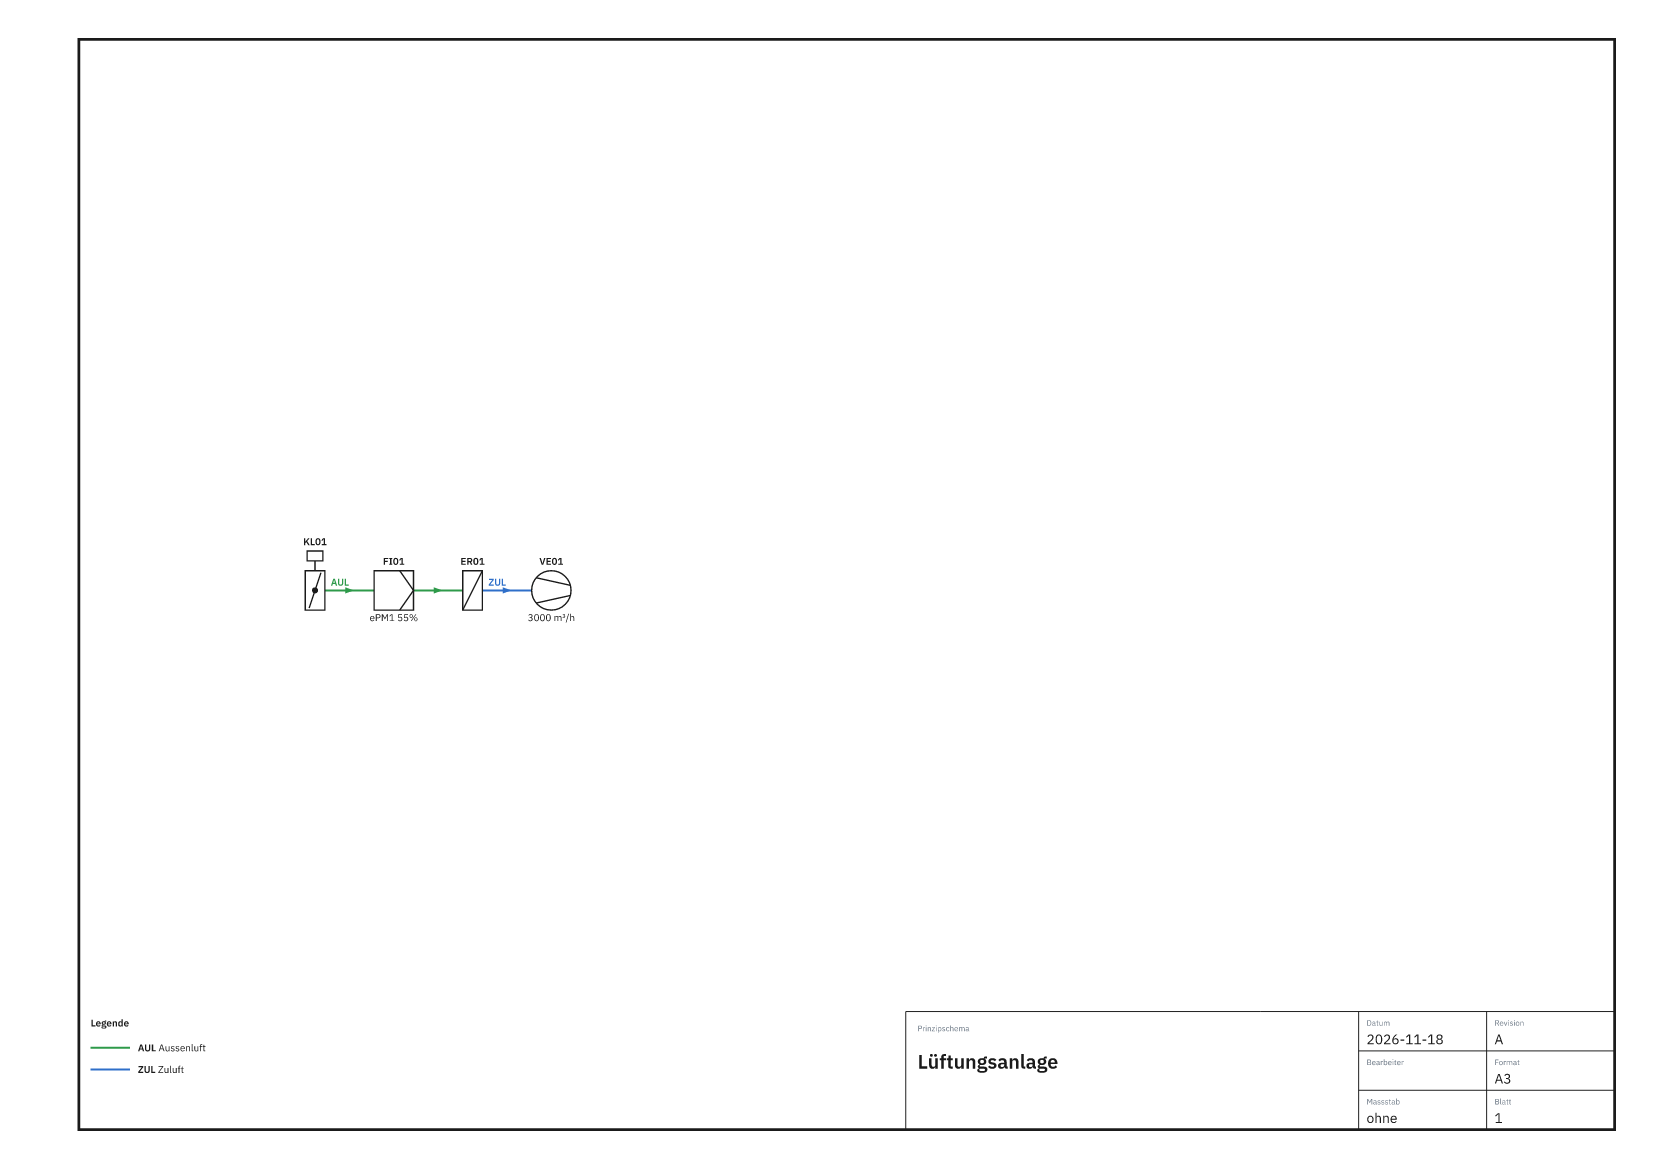 KL01
FI01
ER01
VE01
AUL
ZUL
ePM1 55%
3000 m³/h
Legende
AUL Aussenluft
ZUL Zuluft
Prinzipschema
Lüftungsanlage
Datum
2026-11-18
Revision
A
Bearbeiter
Format
A3
Massstab
ohne
Blatt
1